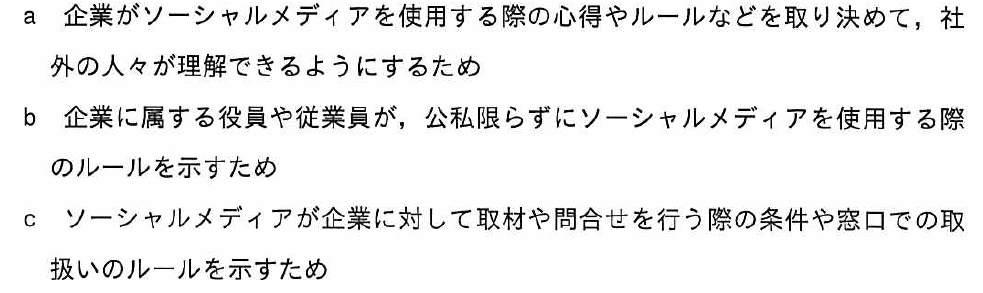 a 企業がソーシャルメディアを使用する際の心得やルールなどを取り決めて，社
外の人々が理解できるようにするため
b 企業に属する役員や従業員が，公私限らずにソーシャルメディアを使用する際
のルールを示すため
c ソーシャルメディアが企業に対して取材や問合せを行う際の条件や窓口での取
扱いのルールを示すため